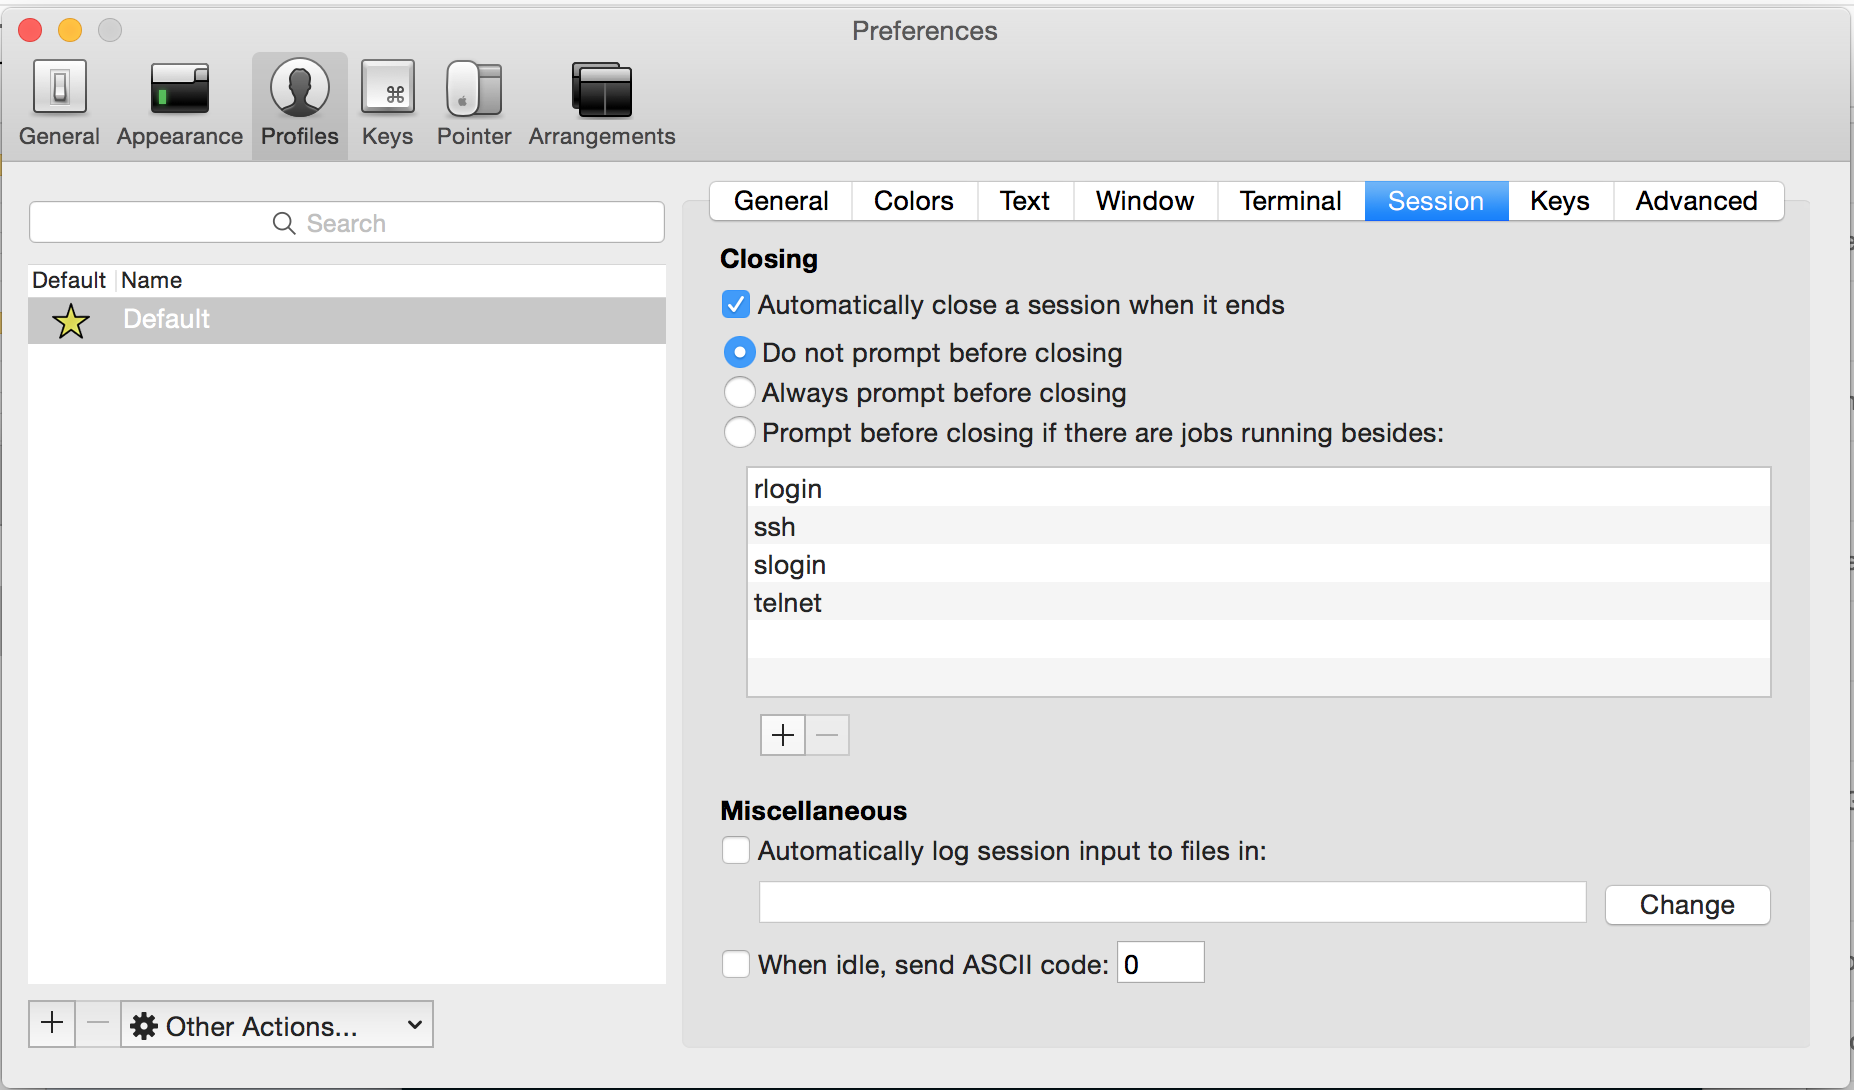 Preferences
General Appearance Profiles Keys Pointer Arrangements
Search
Default Name
Default
General Colors Text Window Terminal Session Keys Advanced
Closing
Automatically close a session when it ends
Do not prompt before closing
Always prompt before closing
Prompt before closing if there are jobs running besides:
rlogin
ssh
slogin
telnet
Miscellaneous
Automatically log session input to files in:
Change
When idle, send ASCII code: 0
Other Actions...